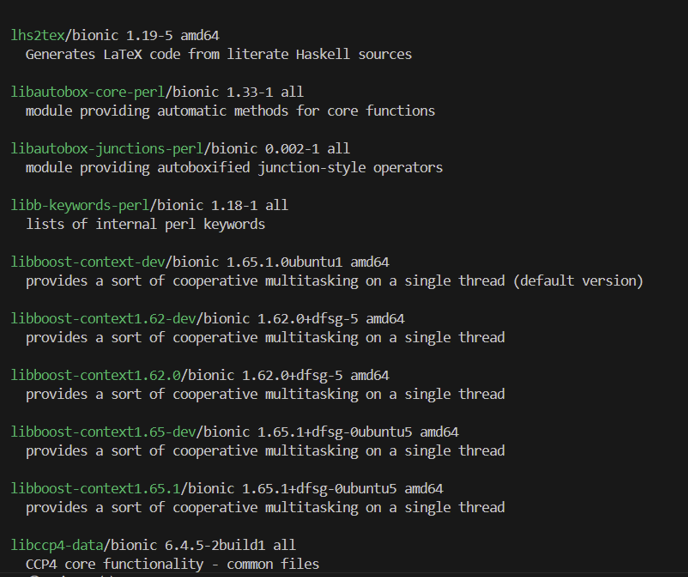 lhs2tex/bionic 1.19-5 amd64
Generates LaTeX code from literate Haskell sources
libautobox-core-perl/bionic 1.33-1 all
module providing automatic methods for core functions
libautobox-junctions-perl/bionic 0.002-1 all
module providing autoboxified junction-style operators
libb-keywords-perl/bionic 1.18-1 all
lists of internal perl keywords
libboost-context-dev/bionic 1.65.1.0ubuntu1 amd64
provides a sort of cooperative multitasking on a single thread (default version)
libboost-context1.62-dev/bionic 1.62.0+dfsg-5 amd64
provides a sort of cooperative multitasking on a single thread
libboost-context1.62.0/bionic 1.62.0+dfsg-5 amd64
provides a sort of cooperative multitasking on a single thread
libboost-context1.65-dev/bionic 1.65.1+dfsg-0ubuntu5 amd64
provides a sort of cooperative multitasking on a single thread
libboost-context1.65.1/bionic 1.65.1+dfsg-0ubuntu5 amd64
provides a sort of cooperative multitasking on a single thread
libccp4-data/bionic 6.4.5-2build1 all
CCP4 core functionality - common files